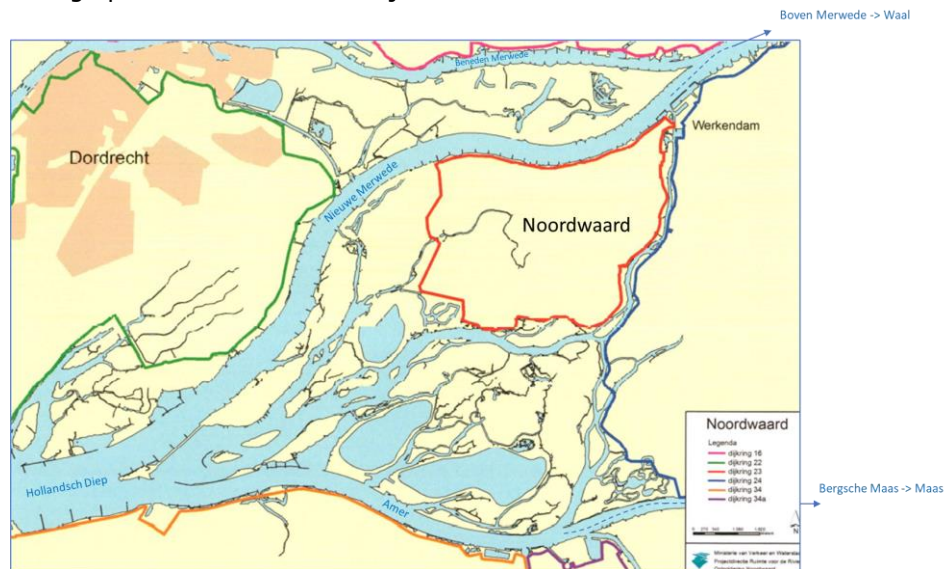 Boven Merwede -> Waal
Beneden Merwede
Werkendam
Dordrecht
Nieuwe Merwede
Noordwaard
Noordwaard
Legenda
dijkring 16
dijkring 22
dijkring 23
dijkring 24
dijkring 34
dijkring 34a
Hollandsch Diep
Amer
Bergsche Maas -> Maas
N
Ministerie van Verkeer en Waterstaat
Projectdirectie Ruimte voor de Rivier